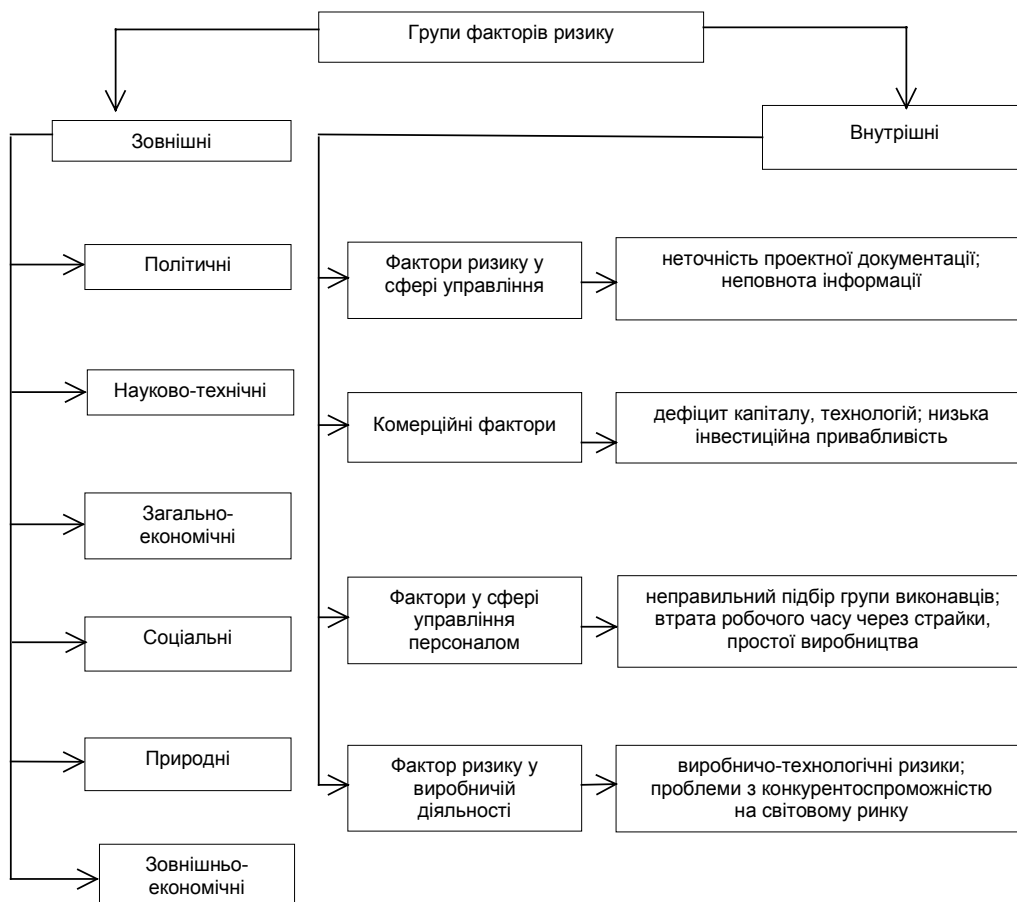 Групи факторів ризику
Зовнішні
Внутрішні
Політичні
Науково-технічні
Загально-
економічні
Соціальні
Природні
Зовнішньо-
економічні
Фактори ризику у
сфері управління
неточність проектної документації;
неповнота інформації
Комерційні фактори
дефіцит капіталу, технологій; низька
інвестиційна привабливість
Фактори у сфері
управління
персоналом
неправильний підбір групи виконавців;
втрата робочого часу через страйки,
простої виробництва
Фактор ризику у
виробничій
діяльності
виробничо-технологічні ризики;
проблеми з конкурентоспроможністю
на світовому ринку